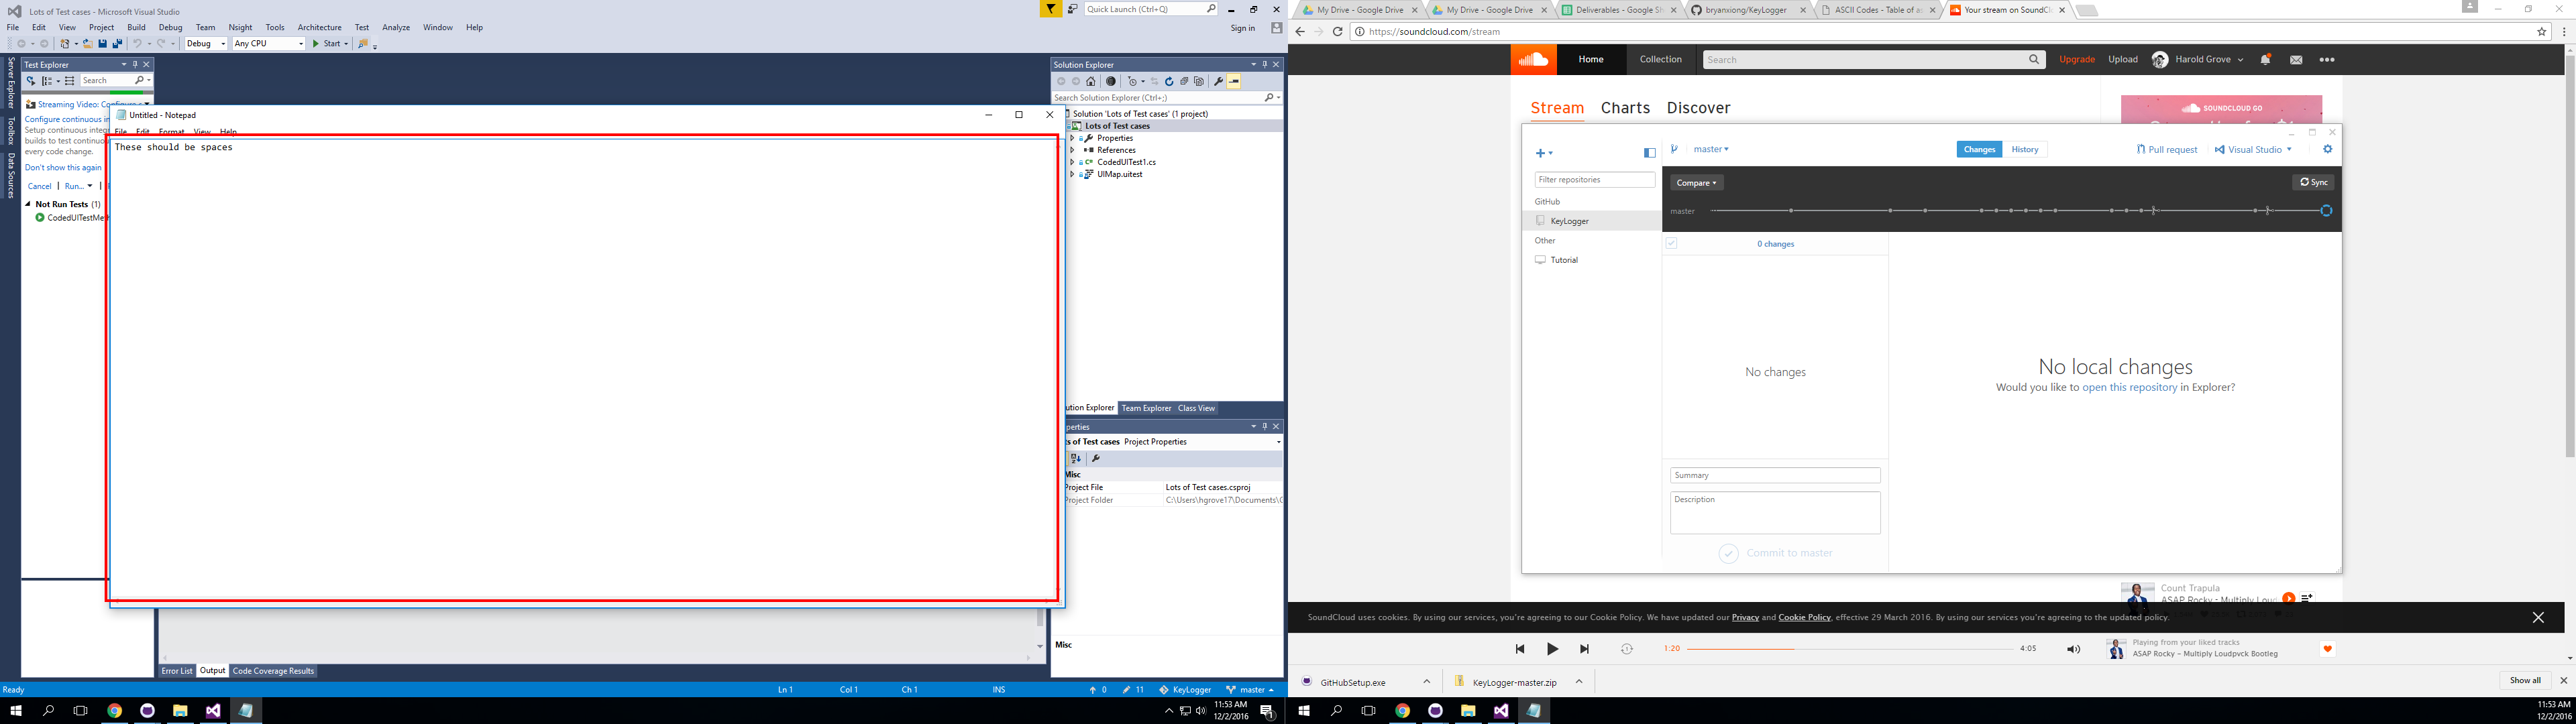 Lots of Test cases - Microsoft Visual Studio
Quick Launch (Ctrl+Q)
File Edit View Project Build Debug Team Nsight Tools Architecture Test Analyze Window Help
Sign in
Debug Any CPU Start
Server Explorer
Toolbox
Data Sources
Test Explorer
Search
Streaming Video: Configure
Configure continuous in
Setup continuous integ
builds to test continuou
every code change.
Don't show this again
Cancel Run...
Not Run Tests (1)
CodedUITestMeth
Untitled - Notepad
File Edit Format View Help
These should be spaces
Solution Explorer
Search Solution Explorer (Ctrl+;)
Solution 'Lots of Test cases' (1 project)
Lots of Test cases
Properties
References
CodedUITest1.cs
UIMap.uitest
ution Explorer Team Explorer Class View
perties
ts of Test cases Project Properties
Misc
Project File Lots of Test cases.csproj
Project Folder C:\Users\hgrove17\Documents\G
Misc
Error List Output Code Coverage Results
Ready Ln 1 Col 1 Ch 1 INS 0 11 KeyLogger master
11:53 AM
12/2/2016
My Drive - Google Drive My Drive - Google Drive Deliverables - Google She bryanxiong/KeyLogger ASCII Codes - Table of as Your stream on SoundClo
https://soundcloud.com/stream
Home Collection Search Upgrade Upload Harold Grove
Stream Charts Discover
SOUNDCLOUD GO
master Changes History Pull request Visual Studio
Filter repositories
GitHub
KeyLogger
Other
Tutorial
Compare Sync
master
0 changes
No changes
No local changes
Would you like to open this repository in Explorer?
Summary
Description
Commit to master
Count Trapula
ASAP Rocky - Multiply Loud
SoundCloud uses cookies. By using our services, you're agreeing to our Cookie Policy. We have updated our Privacy and Cookie Policy, effective 29 March 2016. By using our services you're agreeing to the updated policy.
1:20 4:05
Playing from your liked tracks
ASAP Rocky - Multiply Loudpvck Bootleg
GitHubSetup.exe KeyLogger-master.zip Show all
11:53 AM
12/2/2016